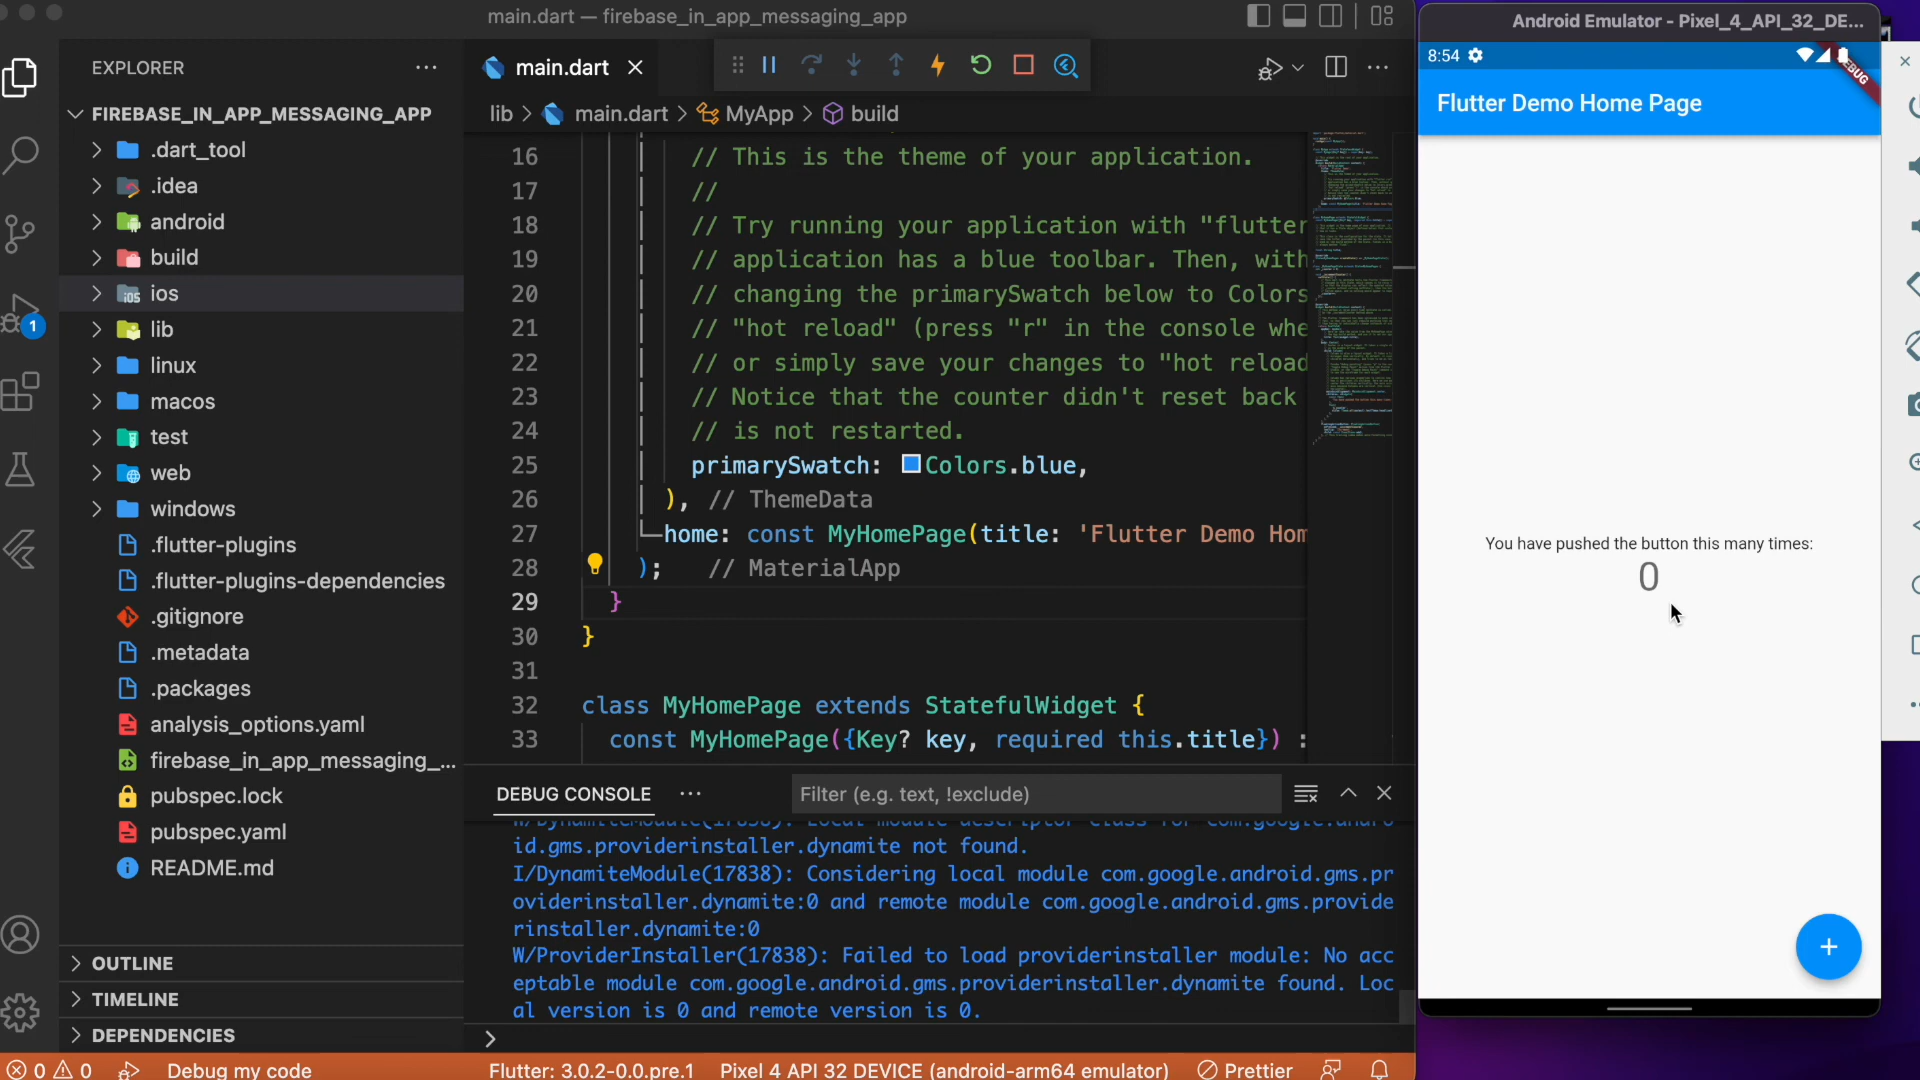 main.dart — firebase_in_app_messaging_app
Android Emulator - Pixel_4_API_32_DE...
EXPLORER
main.dart
8:54
DEBUG
Flutter Demo Home Page
FIREBASE_IN_APP_MESSAGING_APP
.dart_tool
.idea
android
build
ios
lib
linux
macos
test
web
windows
.flutter-plugins
.flutter-plugins-dependencies
.gitignore
.metadata
.packages
analysis_options.yaml
firebase_in_app_messaging_...
pubspec.lock
pubspec.yaml
README.md
OUTLINE
TIMELINE
DEPENDENCIES
1
lib > main.dart > MyApp > build
16 // This is the theme of your application.
17 //
18 // Try running your application with "flutter
19 // application has a blue toolbar. Then, with
20 // changing the primarySwatch below to Colors
21 // "hot reload" (press "r" in the console whe
22 // or simply save your changes to "hot reload
23 // Notice that the counter didn't reset back
24 // is not restarted.
25 primarySwatch: Colors.blue,
26 ), // ThemeData
27 home: const MyHomePage(title: 'Flutter Demo Hom
28 ); // MaterialApp
29 }
30 }
31
32 class MyHomePage extends StatefulWidget {
33 const MyHomePage({Key? key, required this.title}) :
DEBUG CONSOLE
Filter (e.g. text, !exclude)
W/DynamiteModule(17838): Local module descriptor class for com.google.andro
id.gms.providerinstaller.dynamite not found.
I/DynamiteModule(17838): Considering local module com.google.android.gms.pr
oviderinstaller.dynamite:0 and remote module com.google.android.gms.provide
rinstaller.dynamite:0
W/ProviderInstaller(17838): Failed to load providerinstaller module: No acc
eptable module com.google.android.gms.providerinstaller.dynamite found. Loc
al version is 0 and remote version is 0.
>
You have pushed the button this many times:
0
+
0 0 Debug my code
Flutter: 3.0.2-0.0.pre.1 Pixel 4 API 32 DEVICE (android-arm64 emulator) Prettier